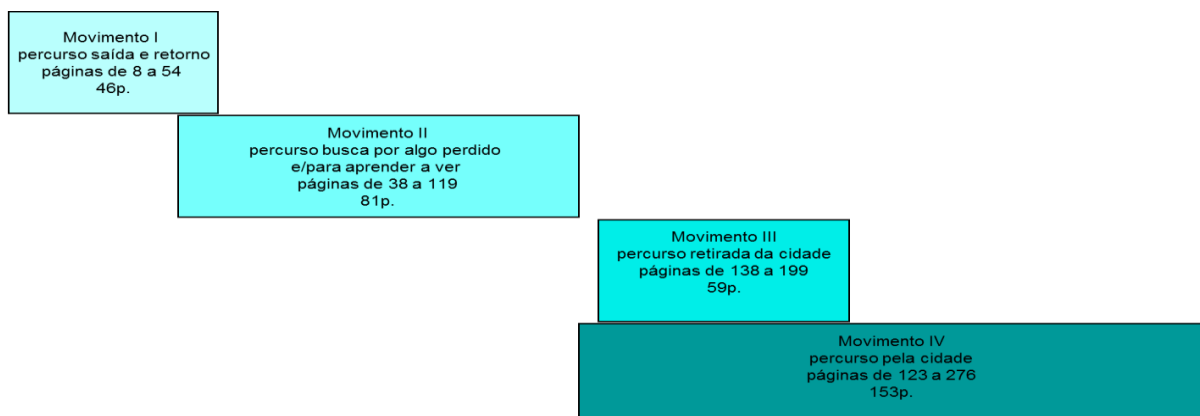 Movimento I
percurso saída e retorno
páginas de 8 a 54
46p.
Movimento II
percurso busca por algo perdido
e/para aprender a ver
páginas de 38 a 119
81p.
Movimento III
percurso retirada da cidade
páginas de 138 a 199
59p.
Movimento IV
percurso pela cidade
páginas de 123 a 276
153p.